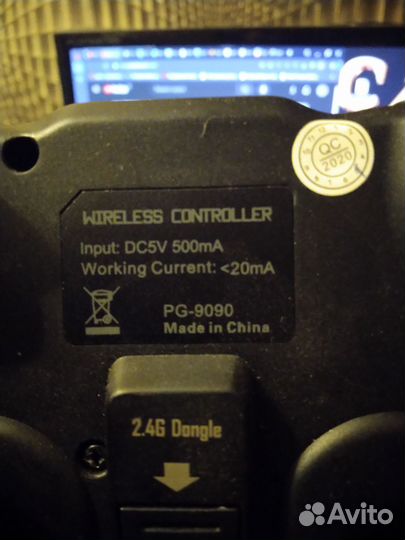 QC
2020
WIRELESS CONTROLLER
Input: DC5V 500mA
Working Current: <20mA
PG-9090
Made in China
2.4G Dongle
Avito